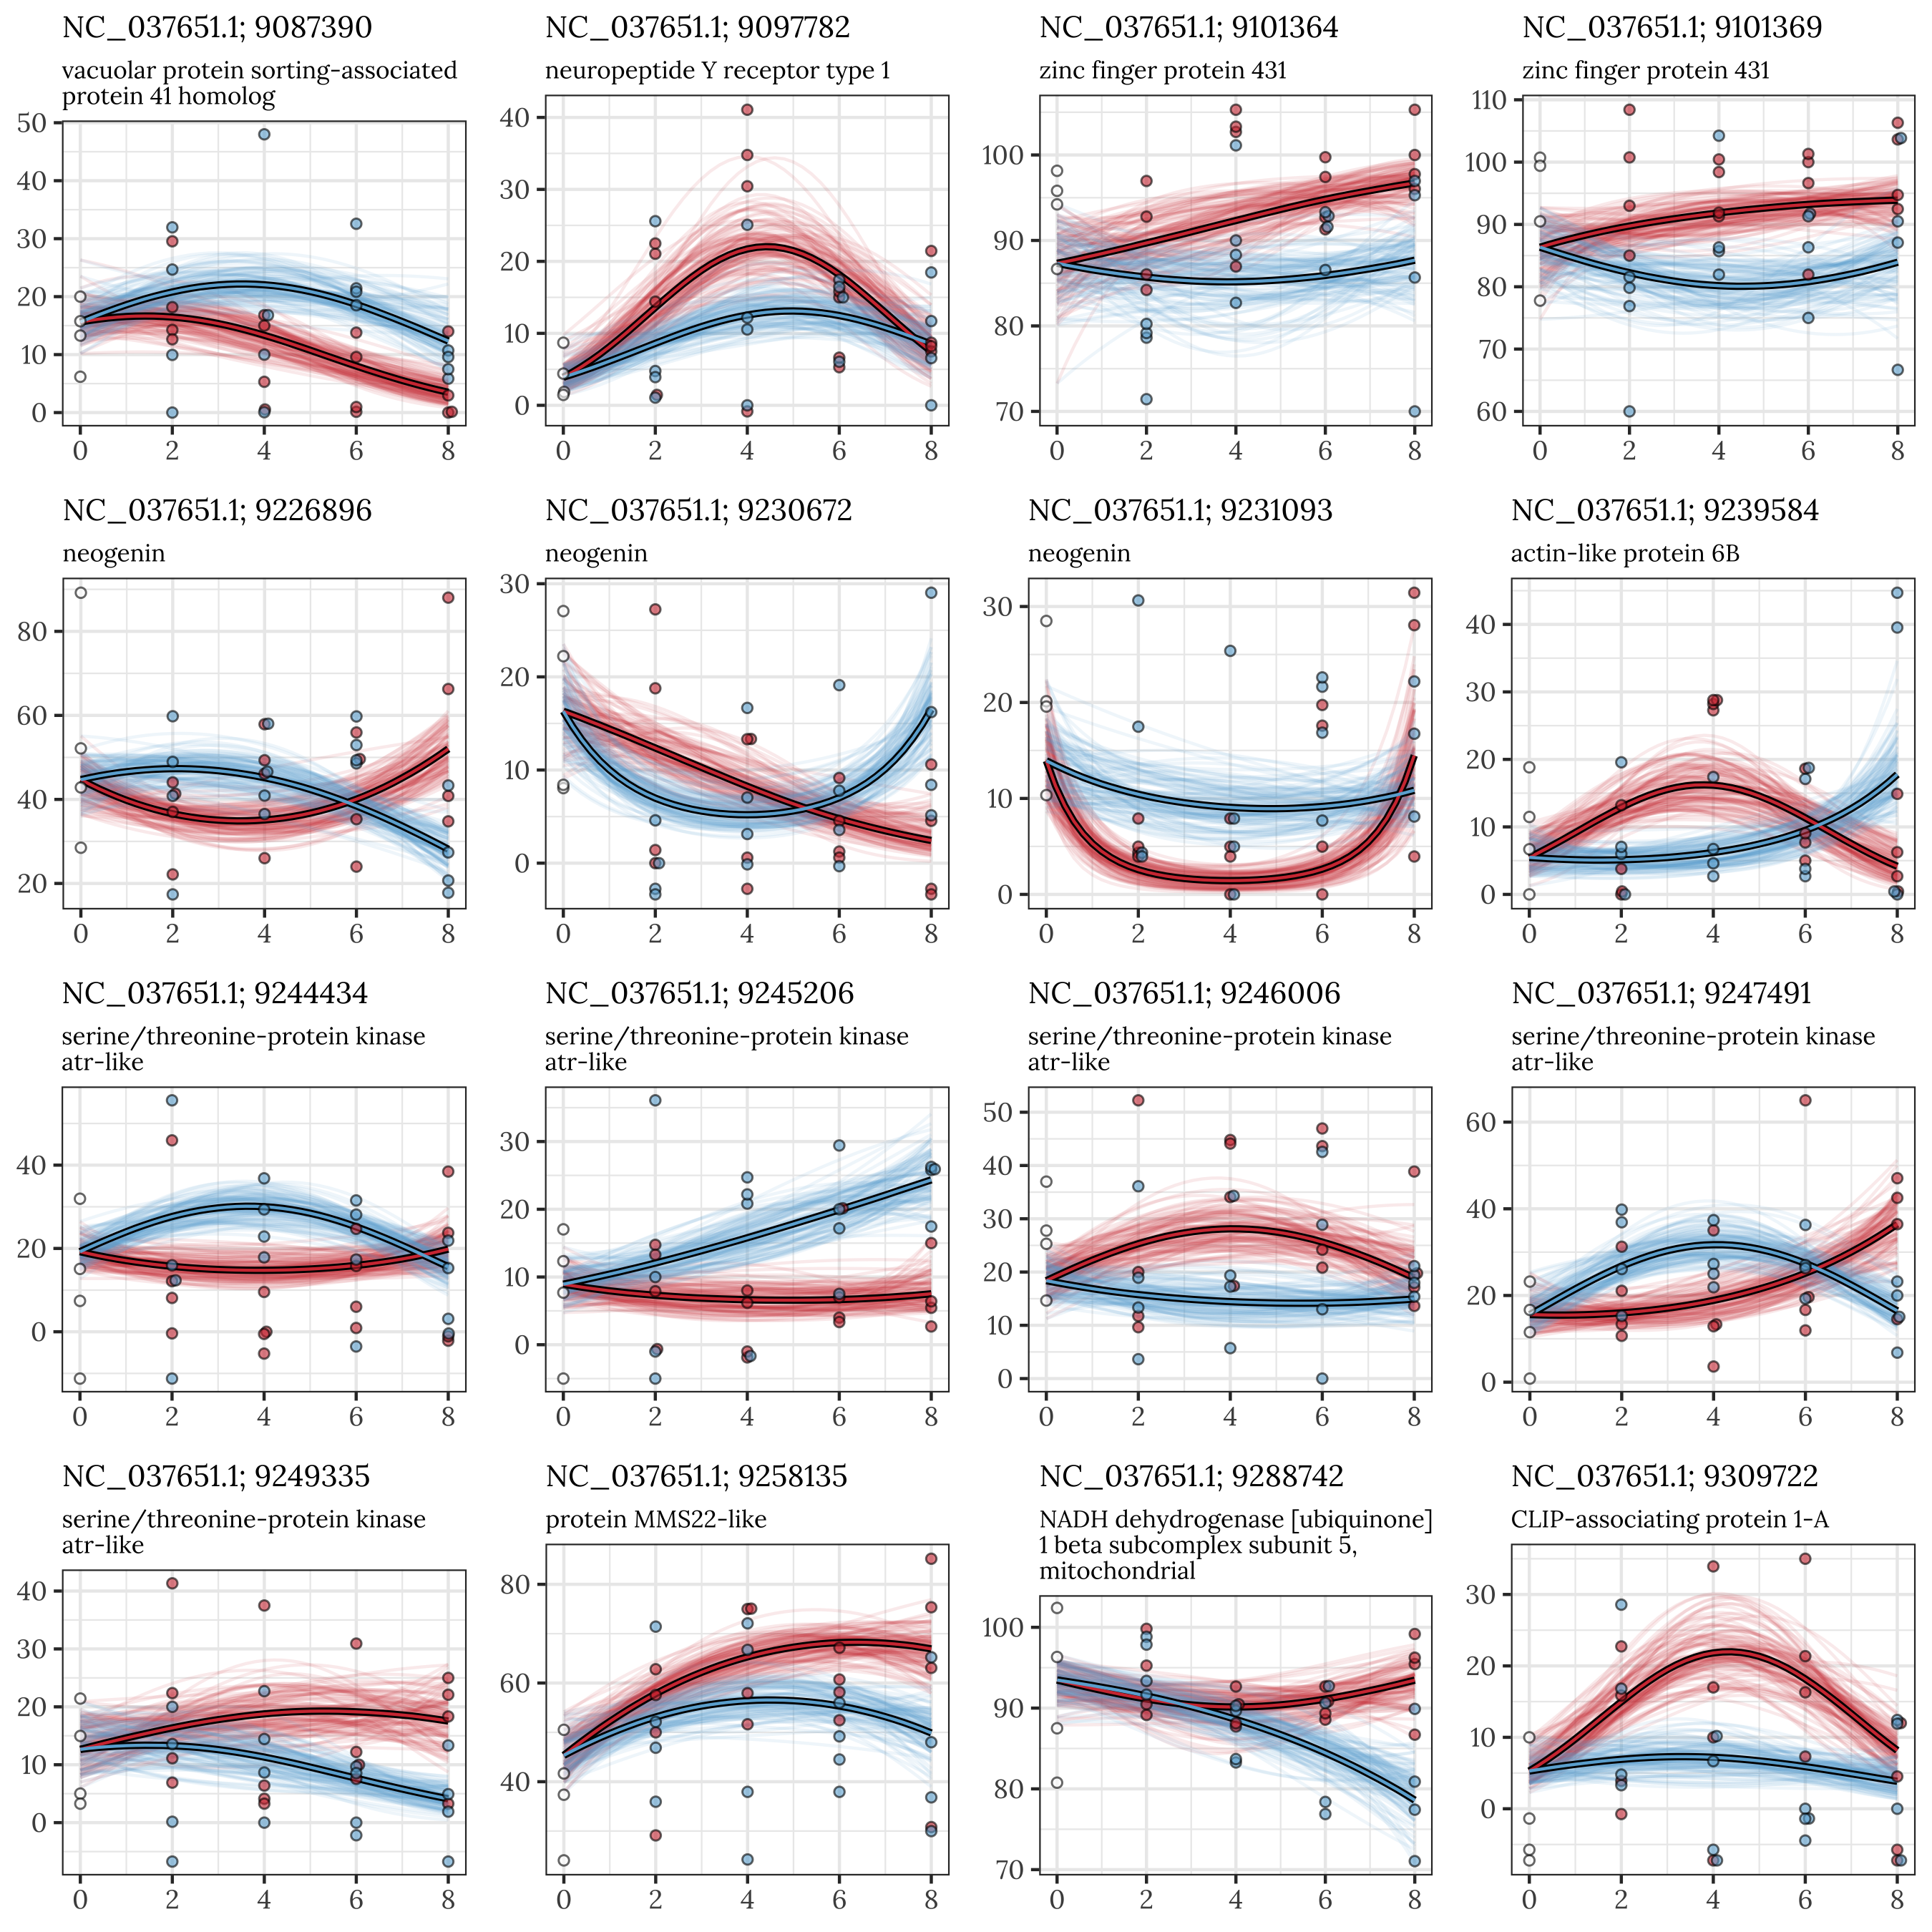 NC_037651.1; 9087390
vacuolar protein sorting-associated
protein 41 homolog
50
40
30
20
10
0
0 2 4 6 8
NC_037651.1; 9097782
neuropeptide Y receptor type 1
40
30
20
10
0
0 2 4 6 8
NC_037651.1; 9101364
zinc finger protein 431
100
90
80
70
0 2 4 6 8
NC_037651.1; 9101369
zinc finger protein 431
110
100
90
80
70
60
0 2 4 6 8
NC_037651.1; 9226896
neogenin
80
60
40
20
0 2 4 6 8
NC_037651.1; 9230672
neogenin
30
20
10
0
0 2 4 6 8
NC_037651.1; 9231093
neogenin
30
20
10
0
0 2 4 6 8
NC_037651.1; 9239584
actin-like protein 6B
40
30
20
10
0
0 2 4 6 8
NC_037651.1; 9244434
serine/threonine-protein kinase
atr-like
40
20
0
0 2 4 6 8
NC_037651.1; 9245206
serine/threonine-protein kinase
atr-like
30
20
10
0
0 2 4 6 8
NC_037651.1; 9246006
serine/threonine-protein kinase
atr-like
50
40
30
20
10
0
0 2 4 6 8
NC_037651.1; 9247491
serine/threonine-protein kinase
atr-like
60
40
20
0
0 2 4 6 8
NC_037651.1; 9249335
serine/threonine-protein kinase
atr-like
40
30
20
10
0
0 2 4 6 8
NC_037651.1; 9258135
protein MMS22-like
80
60
40
0 2 4 6 8
NC_037651.1; 9288742
NADH dehydrogenase [ubiquinone]
1 beta subcomplex subunit 5,
mitochondrial
100
90
80
70
0 2 4 6 8
NC_037651.1; 9309722
CLIP-associating protein 1-A
30
20
10
0
0 2 4 6 8